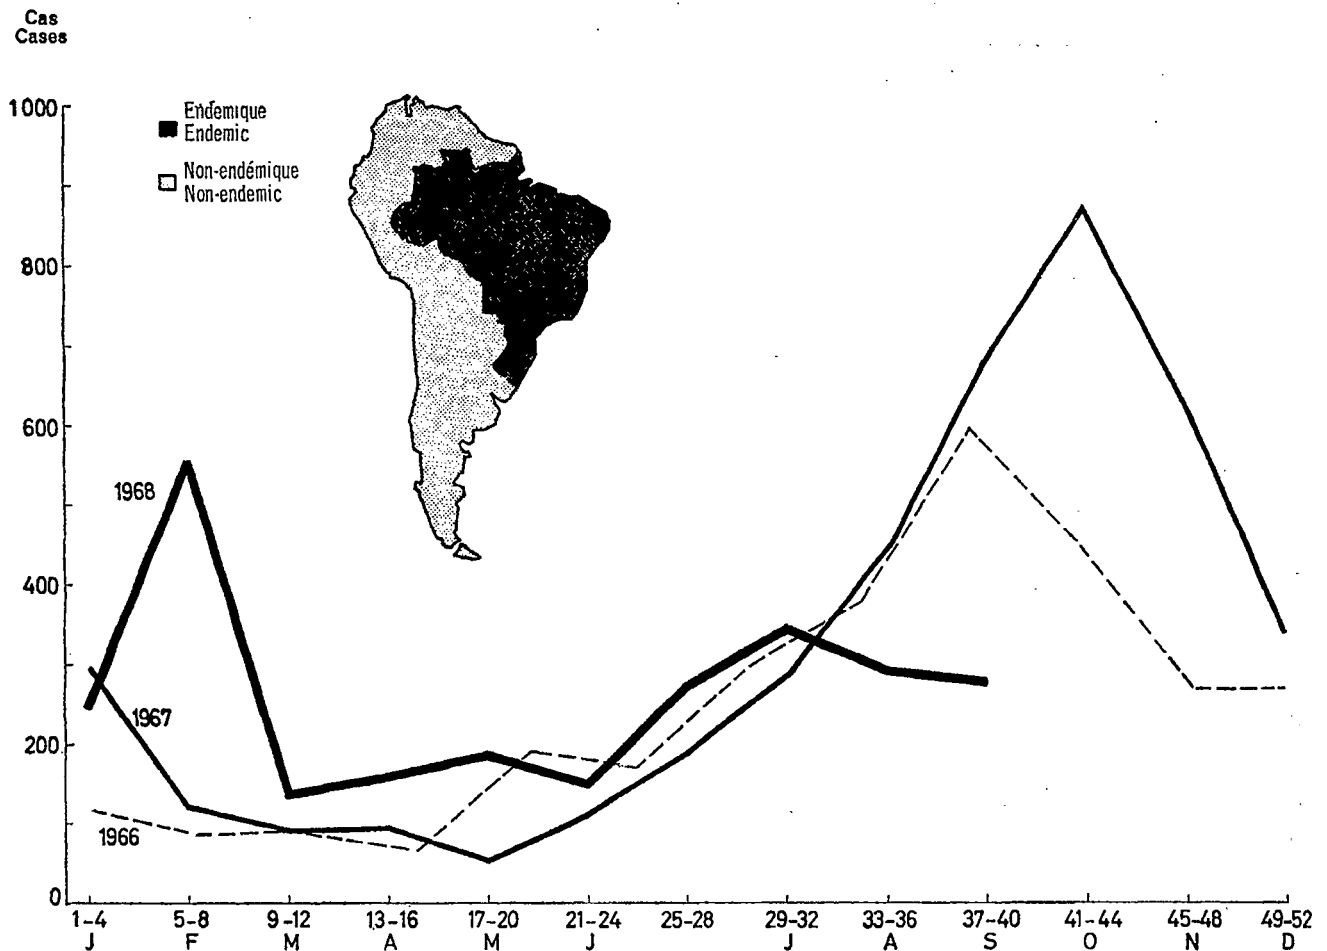 Cas
Cases
1000
800
600
400
200
0
Endemique
Endemic
Non-endémique
Non-endemic
1968
1967
1966
1-4 5-8 9-12 13-16 17-20 21-24 25-28 29-32 33-36 37-40 41-44 45-48 49-52
J F M A M J J A S O N D